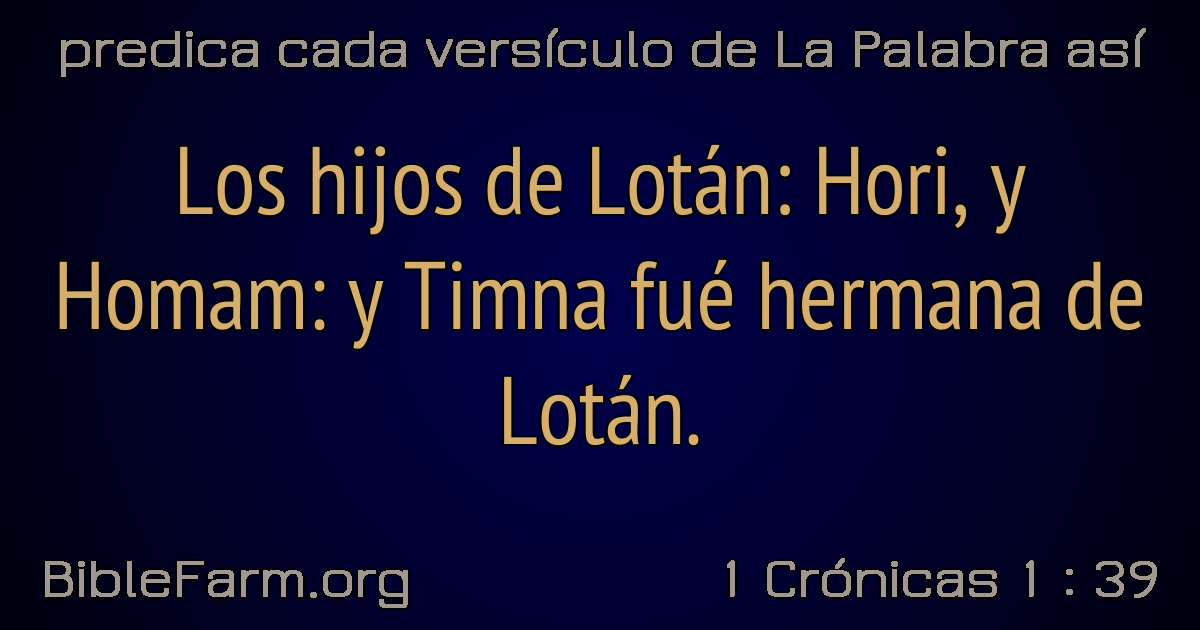 predica cada versículo de La Palabra así
Los hijos de Lotán: Hori, y
Homam: y Timna fué hermana de
Lotán.
BibleFarm.org
1 Crónicas 1 : 39